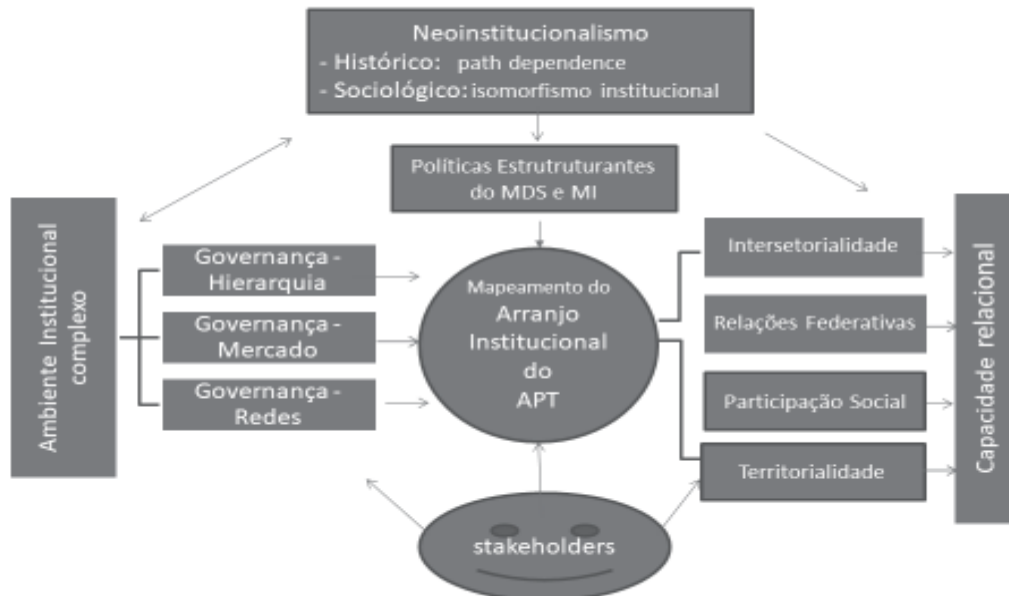 Neoinstitucionalismo
- Histórico: path dependence
- Sociológico: isomorfismo institucional
Políticas Estrutruturantes
do MDS e MI
Ambiente Institucional
complexo
Governança -
Hierarquia
Governança-
Mercado
Governança-
Redes
Mapeamento do
Arranjo
Institucional
do
APT
Intersetorialidade
Relações Federativas
Participação Social
Territorialidade
Capacidade relacional
stakeholders